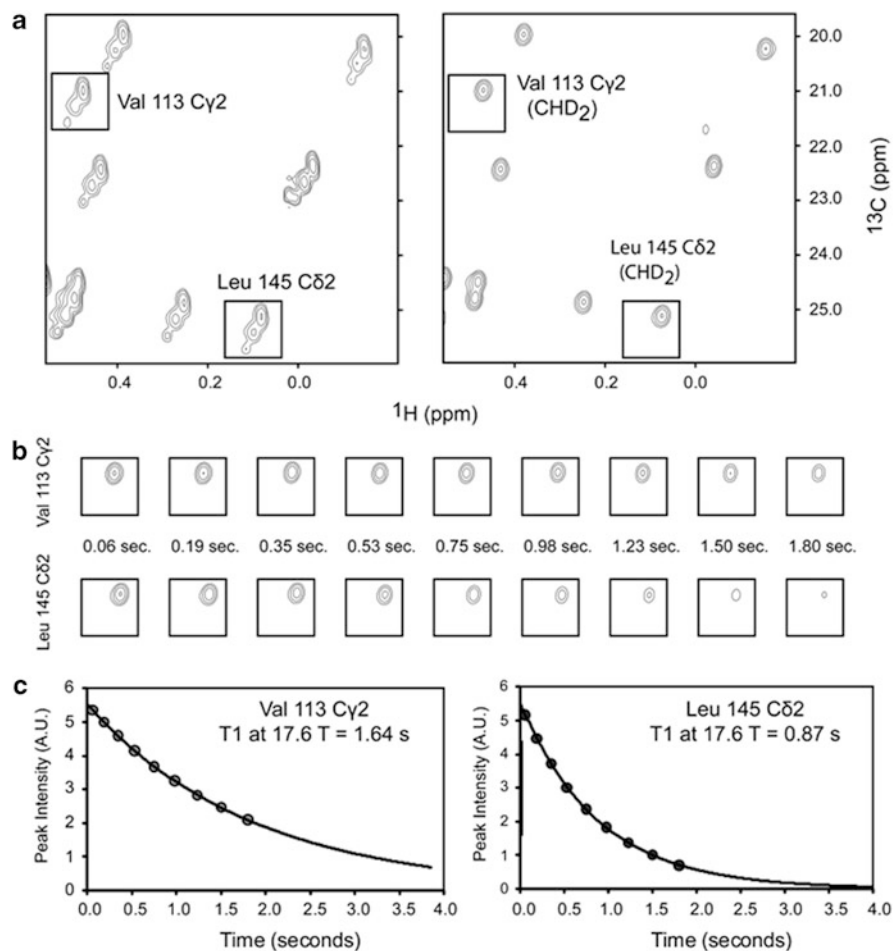 a
Val 113 Cγ2
Leu 145 Cδ2
0.4
0.2
0.0
Val 113 Cγ2
(CHD2)
Leu 145 Cδ2
(CHD2)
0.4
0.2
0.0
20.0
21.0
22.0
23.0
24.0
25.0
13C (ppm)
1H (ppm)
b
Val 113 Cγ2
0.06 sec.
0.19 sec.
0.35 sec.
0.53 sec.
0.75 sec.
0.98 sec.
1.23 sec.
1.50 sec.
1.80 sec.
Leu 145 Cδ2
c
Peak Intensity (A.U.)
6
5
4
3
2
1
0
Val 113 Cγ2
T1 at 17.6 T = 1.64 s
0.0
0.5
1.0
1.5
2.0
2.5
3.0
3.5
4.0
Time (seconds)
Peak Intensity (A.U.)
6
5
4
3
2
1
0
Leu 145 Cδ2
T1 at 17.6 T = 0.87 s
0.0
0.5
1.0
1.5
2.0
2.5
3.0
3.5
4.0
Time (seconds)